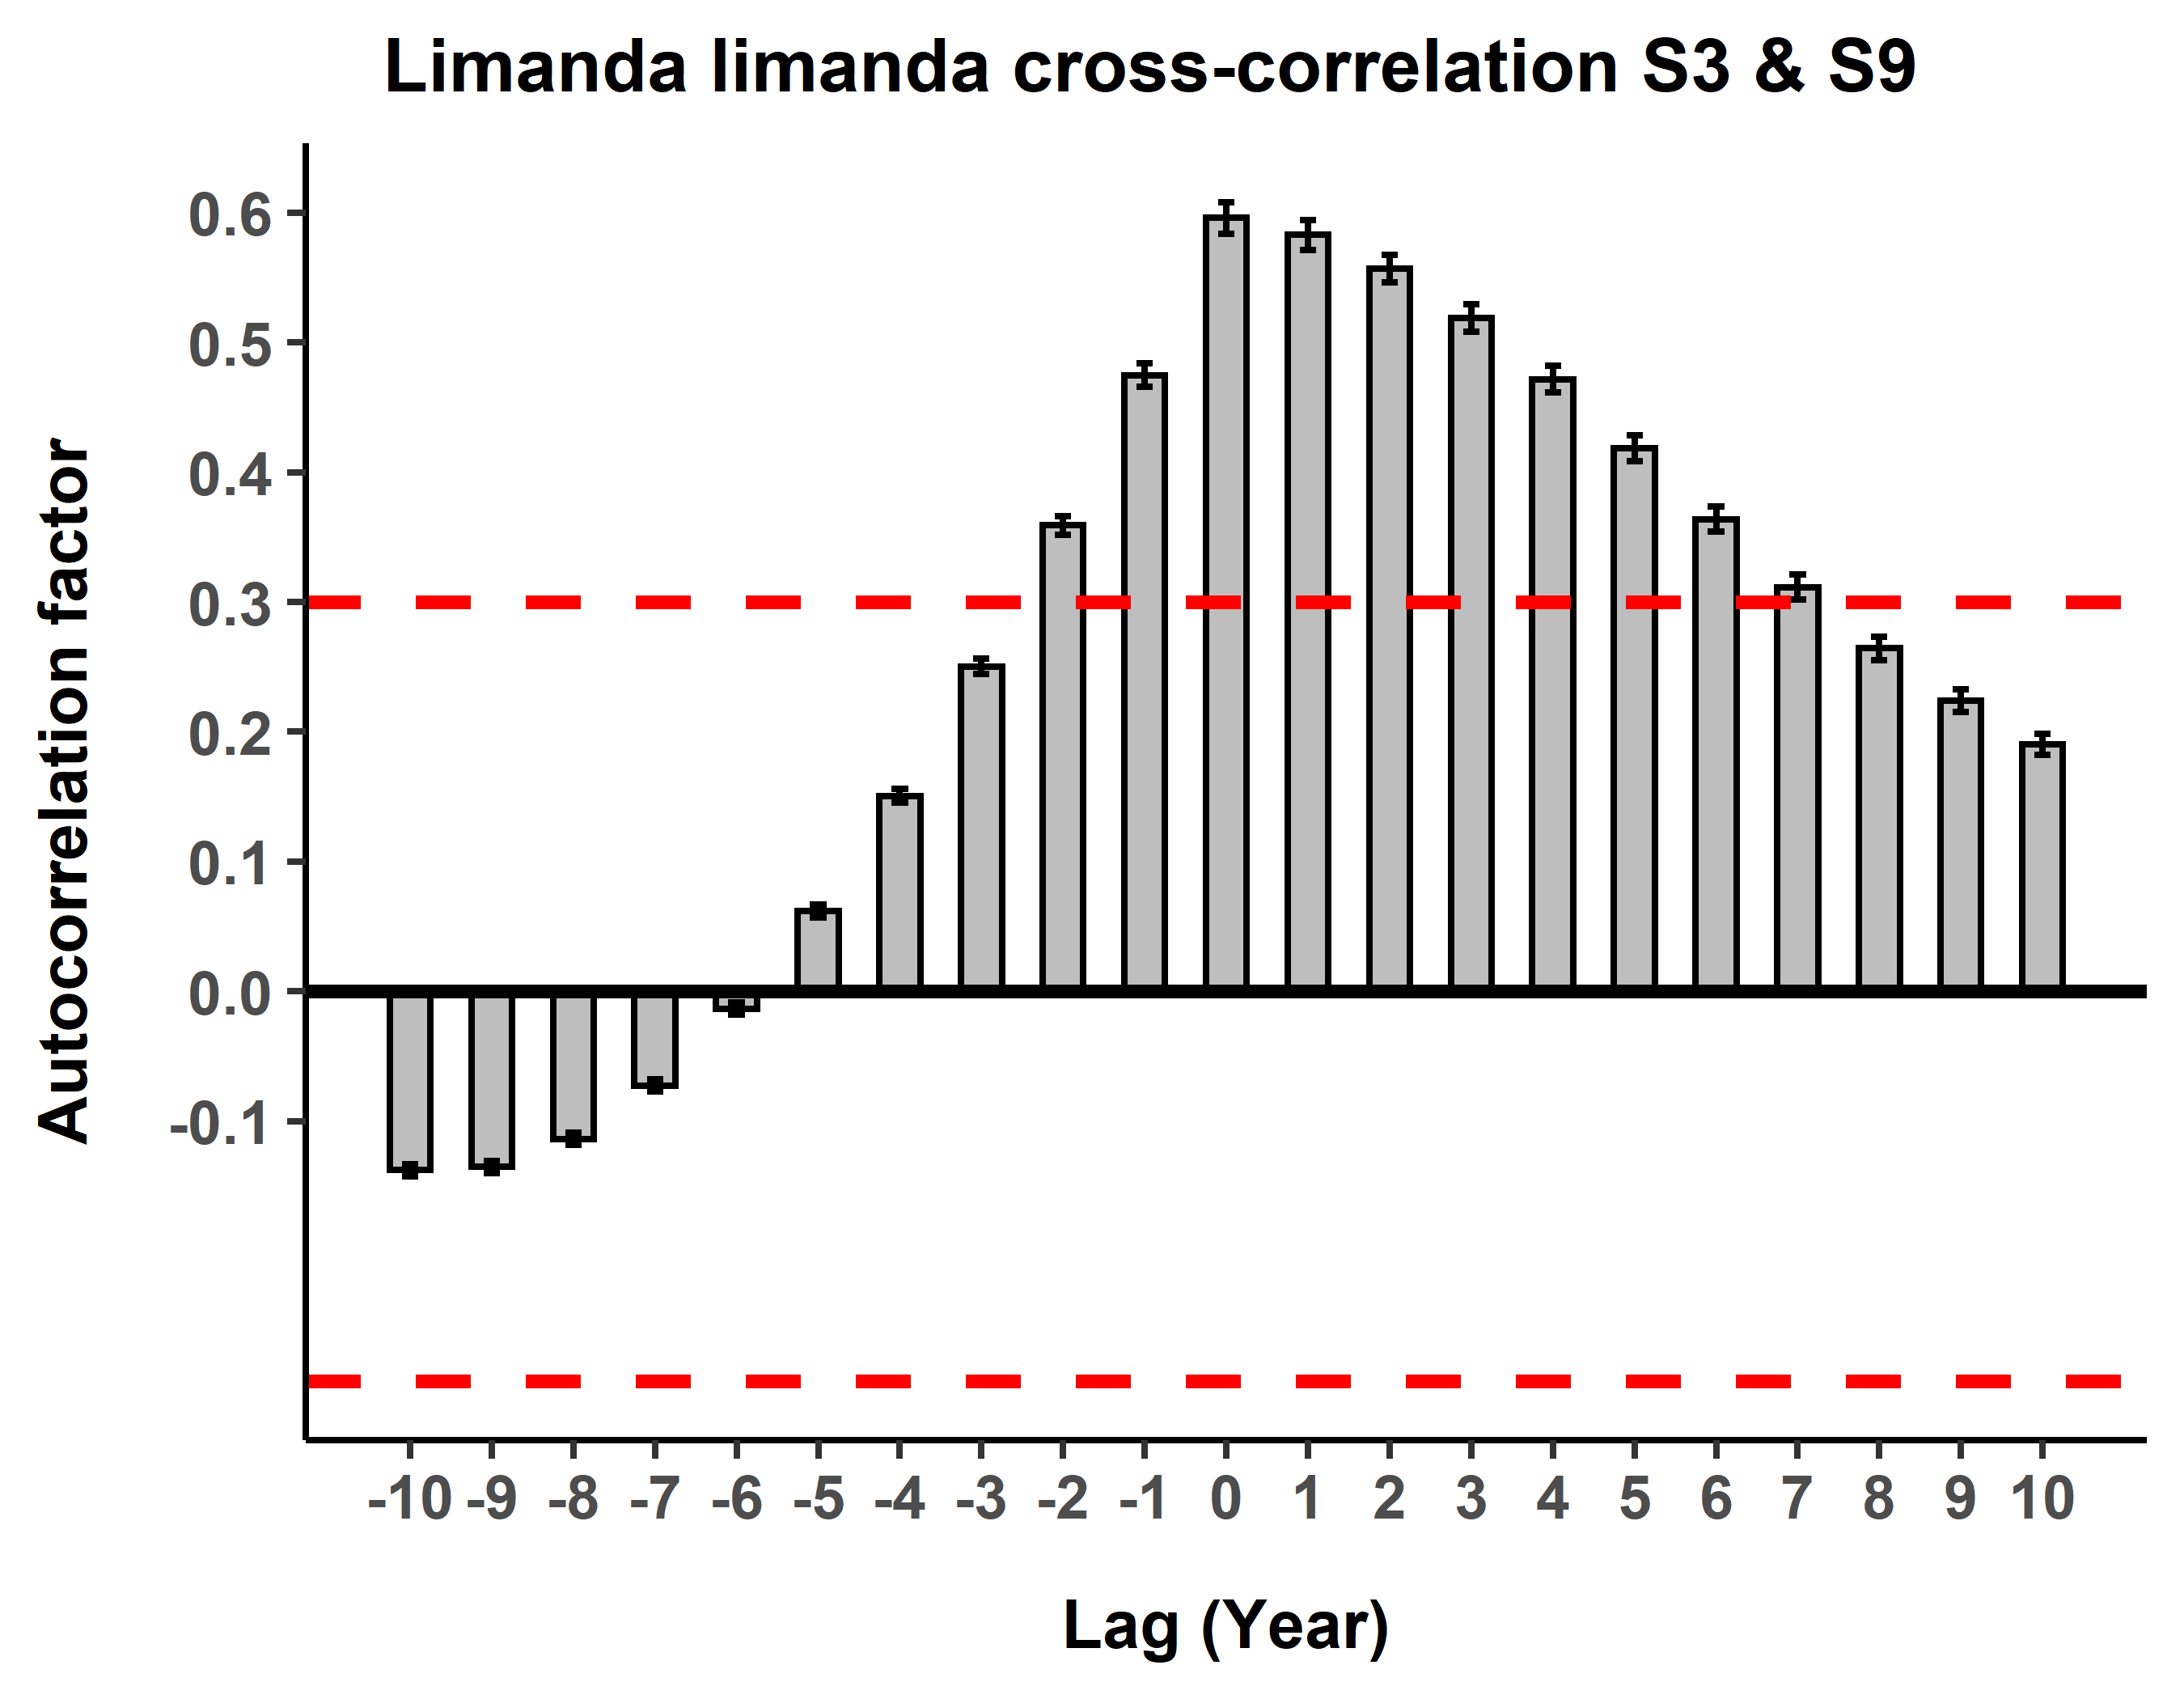 Limanda limanda cross-correlation S3 & S9
Autocorrelation factor
0.6
0.5
0.4
0.3
0.2
0.1
0.0
-0.1
-10 -9 -8 -7 -6 -5 -4 -3 -2 -1 0 1 2 3 4 5 6 7 8 9 10
Lag (Year)